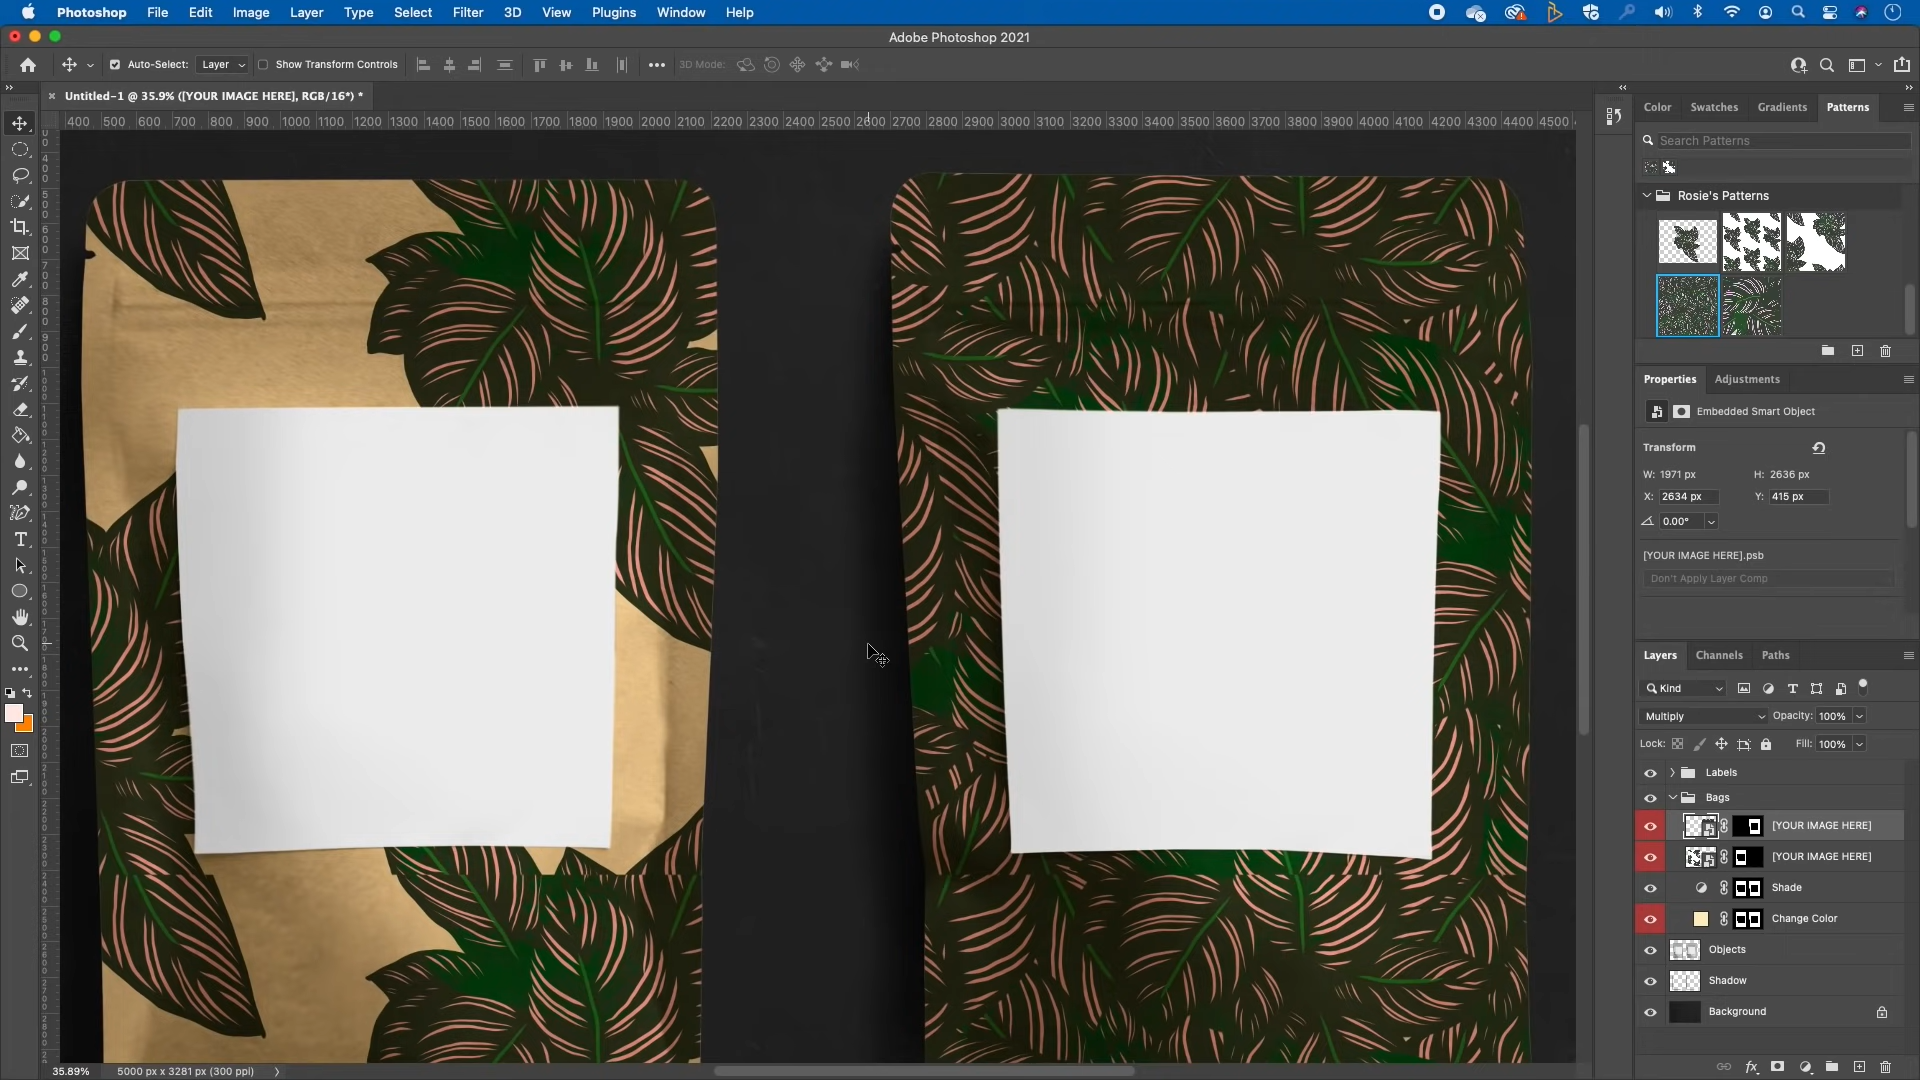 Photoshop File Edit Image Layer Type Select Filter 3D View Plugins Window Help
Adobe Photoshop 2021
Auto-Select: Layer Show Transform Controls ••• 3D Mode:
Untitled-1 @ 35.9% ([YOUR IMAGE HERE], RGB/16*) *
400 500 600 700 800 900 1000 1100 1200 1300 1400 1500 1600 1700 1800 1900 2000 2100 2200 2300 2400 2500 2600 2700 2800 2900 3000 3100 3200 3300 3400 3500 3600 3700 3800 3900 4000 4100 4200 4300 4400 4500
Color Swatches Gradients Patterns
Search Patterns
Rosie's Patterns
Properties Adjustments
Embedded Smart Object
Transform
W: 1971 px H: 2636 px
X: 2634 px Y: 415 px
0.00°
[YOUR IMAGE HERE].psb
Don't Apply Layer Comp
Layers Channels Paths
Kind
Multiply Opacity: 100%
Lock: Fill: 100%
Labels
Bags
[YOUR IMAGE HERE]
[YOUR IMAGE HERE]
Shade
Change Color
Objects
Shadow
Background
35.89% 5000 px x 3281 px (300 ppi)